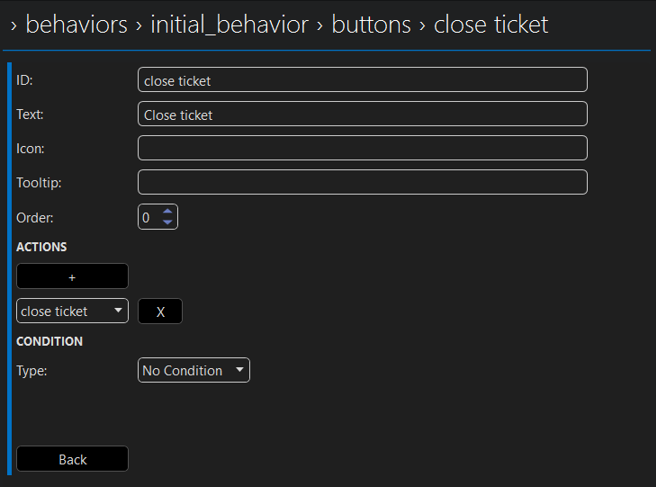 › behaviors › initial_behavior › buttons › close ticket
ID: close ticket
Text: Close ticket
Icon:
Tooltip:
Order: 0
ACTIONS
+
close ticket X
CONDITION
Type: No Condition
Back